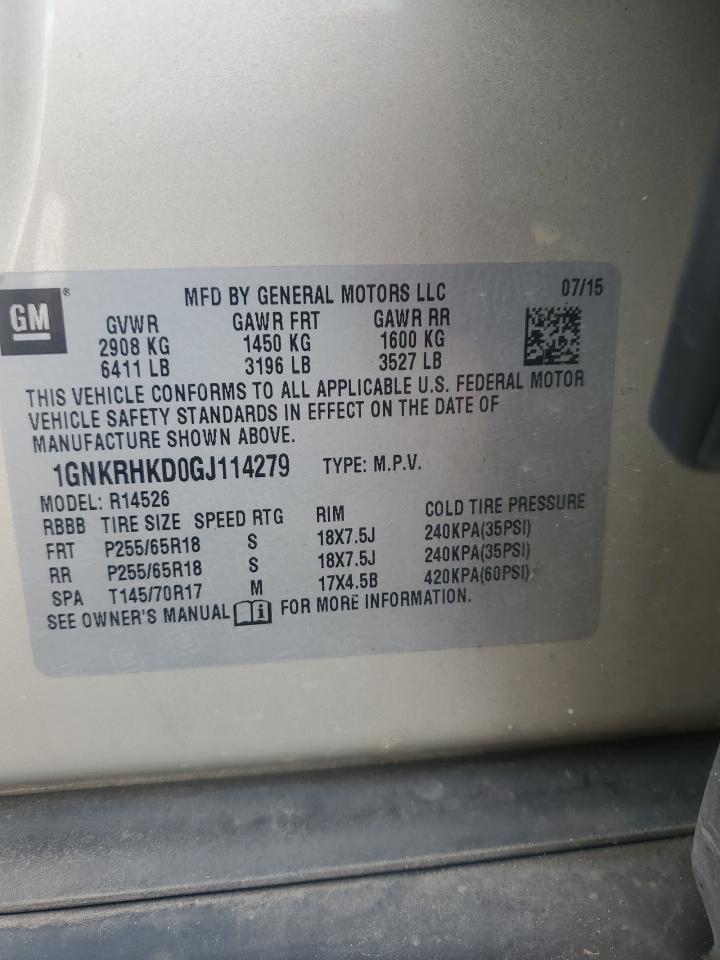 GM®
MFD BY GENERAL MOTORS LLC 07/15
GVWR GAWR FRT GAWR RR
2908 KG 1450 KG 1600 KG
6411 LB 3196 LB 3527 LB
THIS VEHICLE CONFORMS TO ALL APPLICABLE U.S. FEDERAL MOTOR
VEHICLE SAFETY STANDARDS IN EFFECT ON THE DATE OF
MANUFACTURE SHOWN ABOVE.
1GNKRHKD0GJ114279 TYPE: M.P.V.
MODEL: R14526
RBBB TIRE SIZE SPEED RTG RIM COLD TIRE PRESSURE
FRT P255/65R18 S 18X7.5J 240KPA(35PSI)
RR P255/65R18 S 18X7.5J 240KPA(35PSI)
SPA T145/70R17 M 17X4.5B 420KPA(60PSI)
SEE OWNER'S MANUAL i FOR MORE INFORMATION.